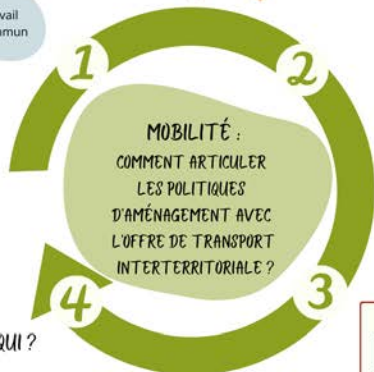 vail
mmun
1
2
MOBILITÉ :
COMMENT ARTICULER
LES POLITIQUES
D'AMÉNAGEMENT AVEC
L'OFFRE DE TRANSPORT
INTERTERRITORIALE ?
4
3
QUI ?